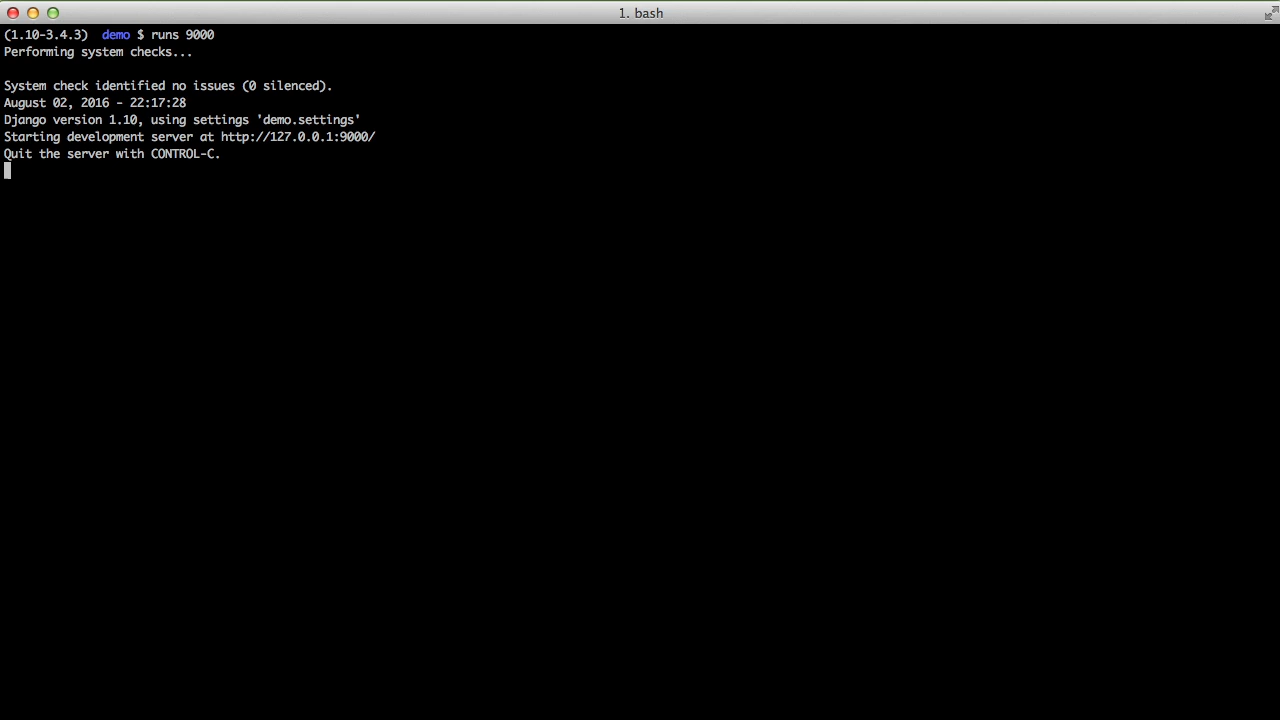 1. bash
(1.10-3.4.3)  demo $ runs 9000
Performing system checks...
System check identified no issues (0 silenced).
August 02, 2016 - 22:17:28
Django version 1.10, using settings 'demo.settings'
Starting development server at http://127.0.0.1:9000/
Quit the server with CONTROL-C.